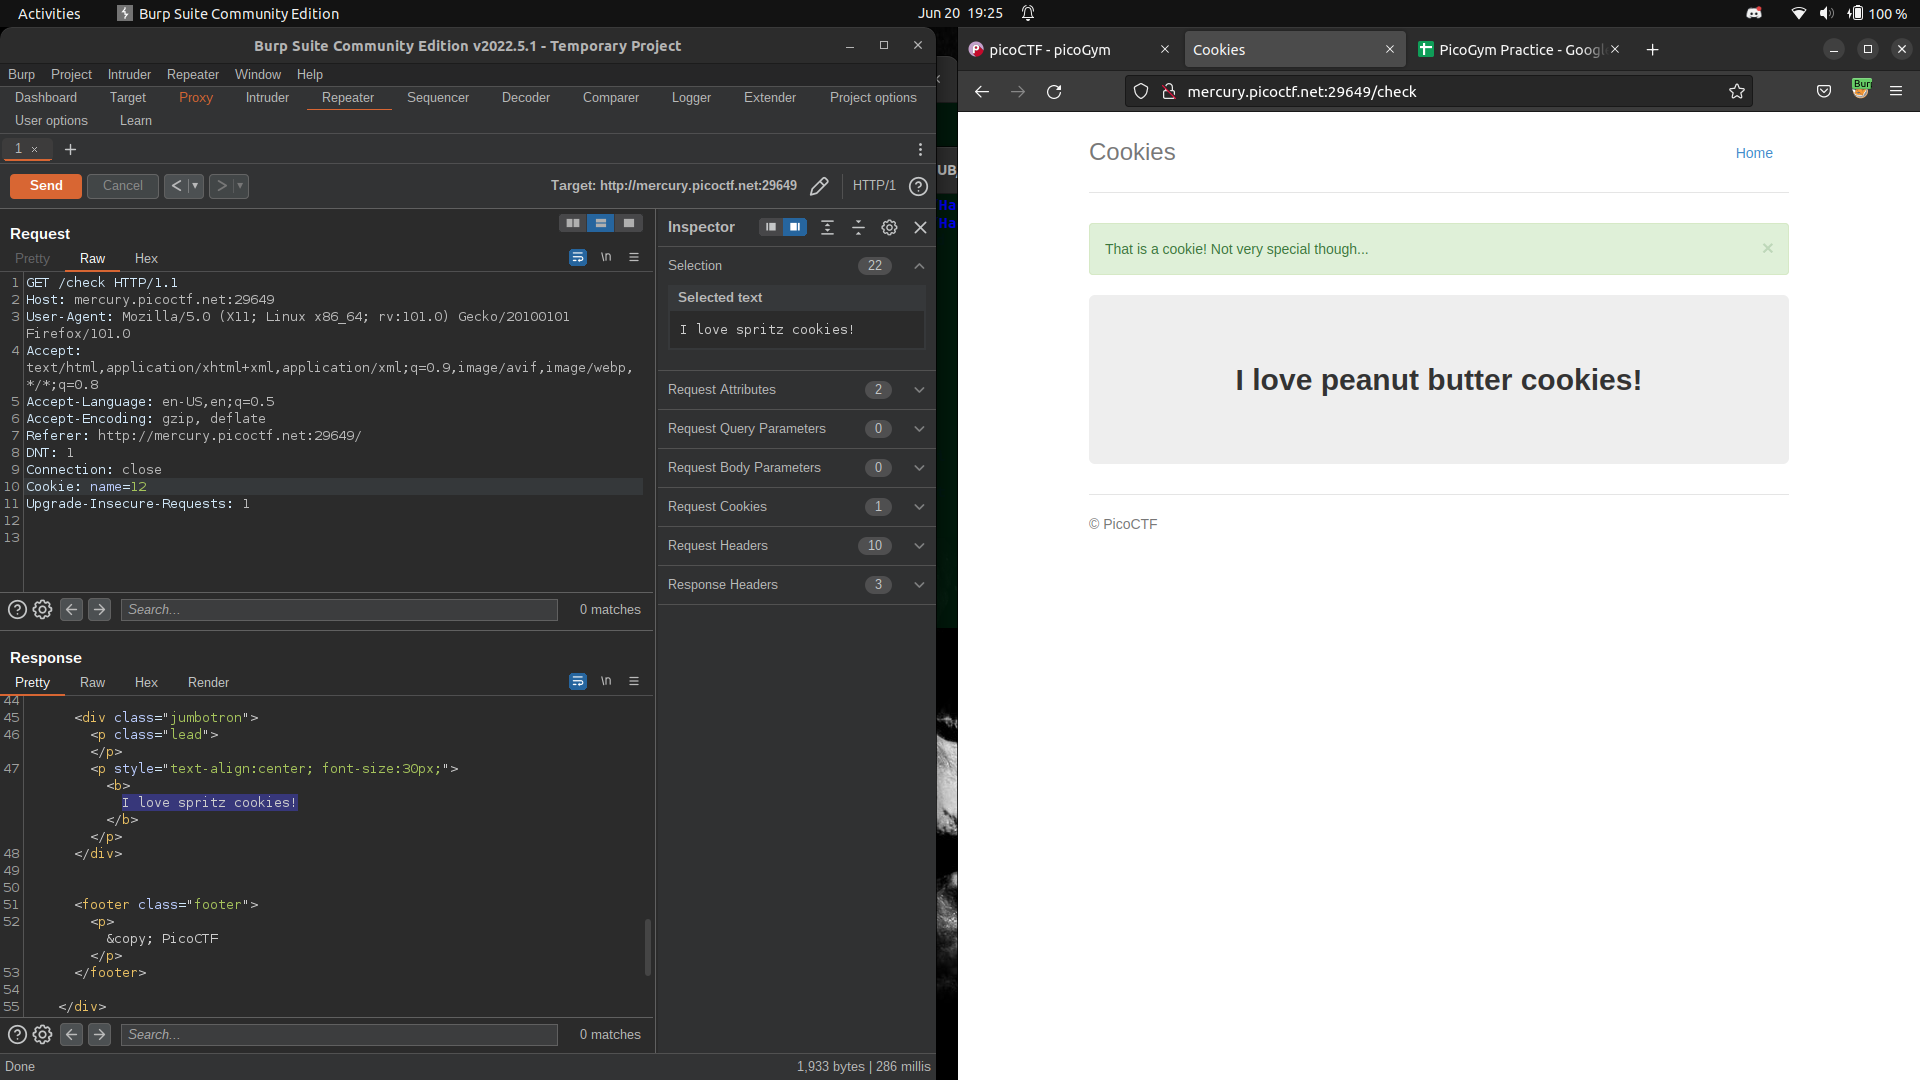 Activities
Burp Suite Community Edition
Jun 20 19:25
100 %
Burp Suite Community Edition v2022.5.1 - Temporary Project
Burp Project Intruder Repeater Window Help
Dashboard Target Proxy Intruder Repeater Sequencer Decoder Comparer Logger Extender Project options
User options Learn
1 ×
Send Cancel < >
Target: http://mercury.picoctf.net:29649
HTTP/1
Request
Pretty Raw Hex
\n
1 GET /check HTTP/1.1
2 Host: mercury.picoctf.net:29649
3 User-Agent: Mozilla/5.0 (X11; Linux x86_64; rv:101.0) Gecko/20100101
Firefox/101.0
4 Accept:
text/html,application/xhtml+xml,application/xml;q=0.9,image/avif,image/webp,
*/*;q=0.8
5 Accept-Language: en-US,en;q=0.5
6 Accept-Encoding: gzip, deflate
7 Referer: http://mercury.picoctf.net:29649/
8 DNT: 1
9 Connection: close
10 Cookie: name=12
11 Upgrade-Insecure-Requests: 1
12
13
Search...
0 matches
Response
Pretty Raw Hex Render
\n
44
45 <div class="jumbotron">
46 <p class="lead">
</p>
47 <p style="text-align:center; font-size:30px;">
<b>
I love spritz cookies!
</b>
</p>
48 </div>
49
50
51 <footer class="footer">
52 <p>
&copy; PicoCTF
</p>
53 </footer>
54
55 </div>
Search...
0 matches
Done
1,933 bytes | 286 millis
Inspector
Selection 22
Selected text
I love spritz cookies!
Request Attributes 2
Request Query Parameters 0
Request Body Parameters 0
Request Cookies 1
Request Headers 10
Response Headers 3
UB
Ha
Ha
picoCTF - picoGym
Cookies
PicoGym Practice - Googl
mercury.picoctf.net:29649/check
Bur
Cookies
Home
That is a cookie! Not very special though...
×
I love peanut butter cookies!
© PicoCTF